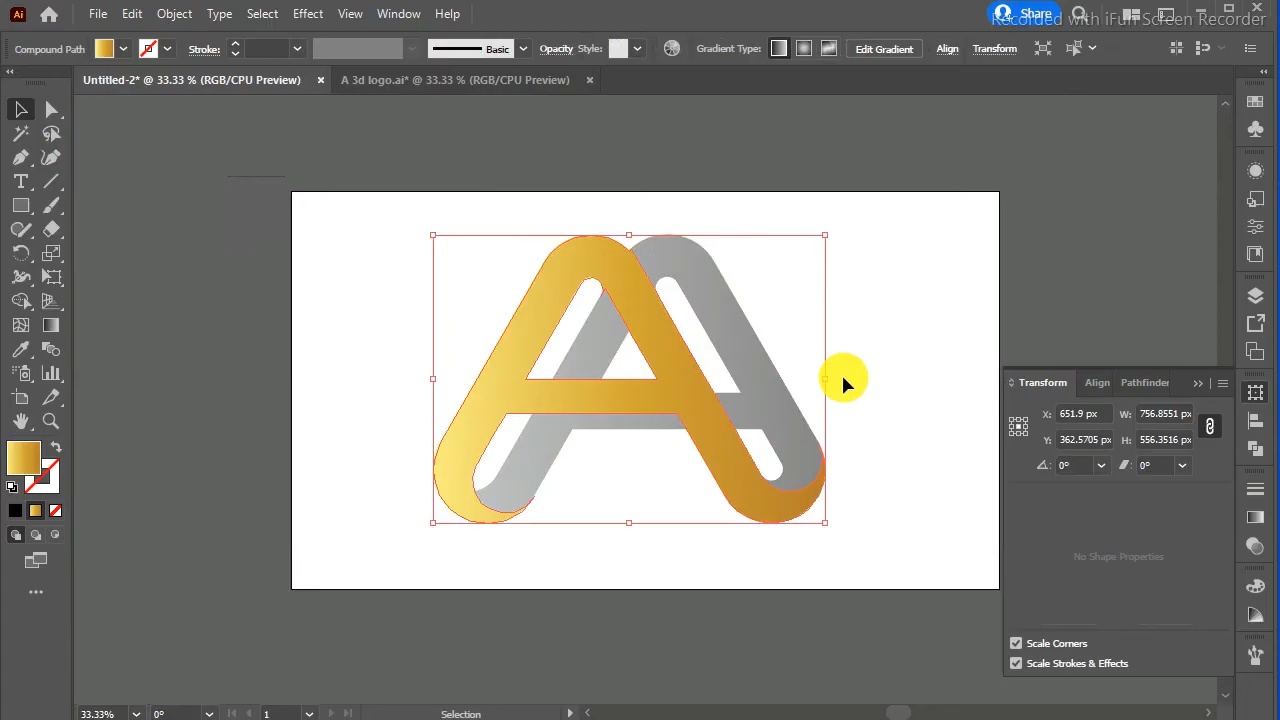 Ai File Edit Object Type Select Effect View Window Help Share
Recorded with iFun Screen Recorder
Compound Path Stroke: Basic Opacity Style: Gradient Type: Edit Gradient Align Transform
Untitled-2* @ 33.33 % (RGB/CPU Preview) × A 3d logo.ai* @ 33.33 % (RGB/CPU Preview) ×
Transform Align Pathfinder
X: 651.9 px W: 756.8551 px
Y: 362.5705 px H: 556.3516 px
0° 0°
No Shape Properties
Scale Corners
Scale Strokes & Effects
33.33% 0° 1 Selection